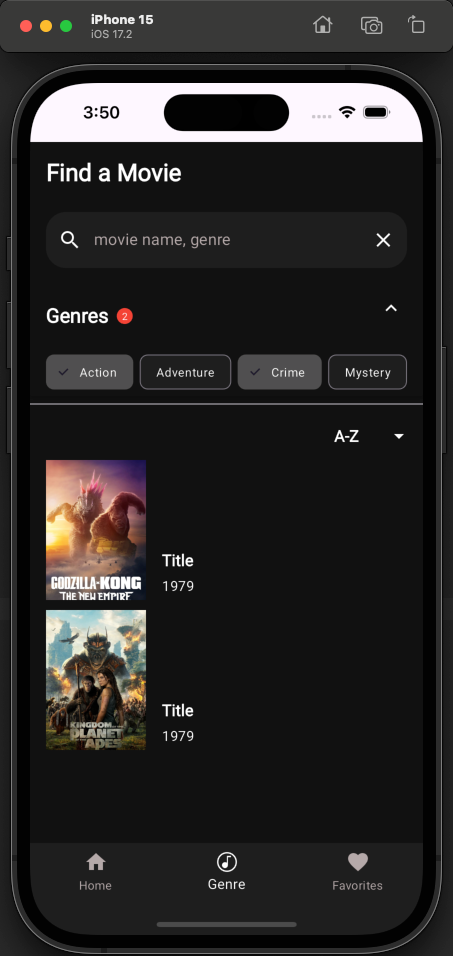 iPhone 15
iOS 17.2
3:50
Find a Movie
movie name, genre
Genres 2
Action Adventure Crime Mystery
A-Z
GODZILLA-KONG
THE NEW EMPIRE
Title
1979
KINGDOM OF THE
PLANET
OF THE APES
Title
1979
Home Genre Favorites